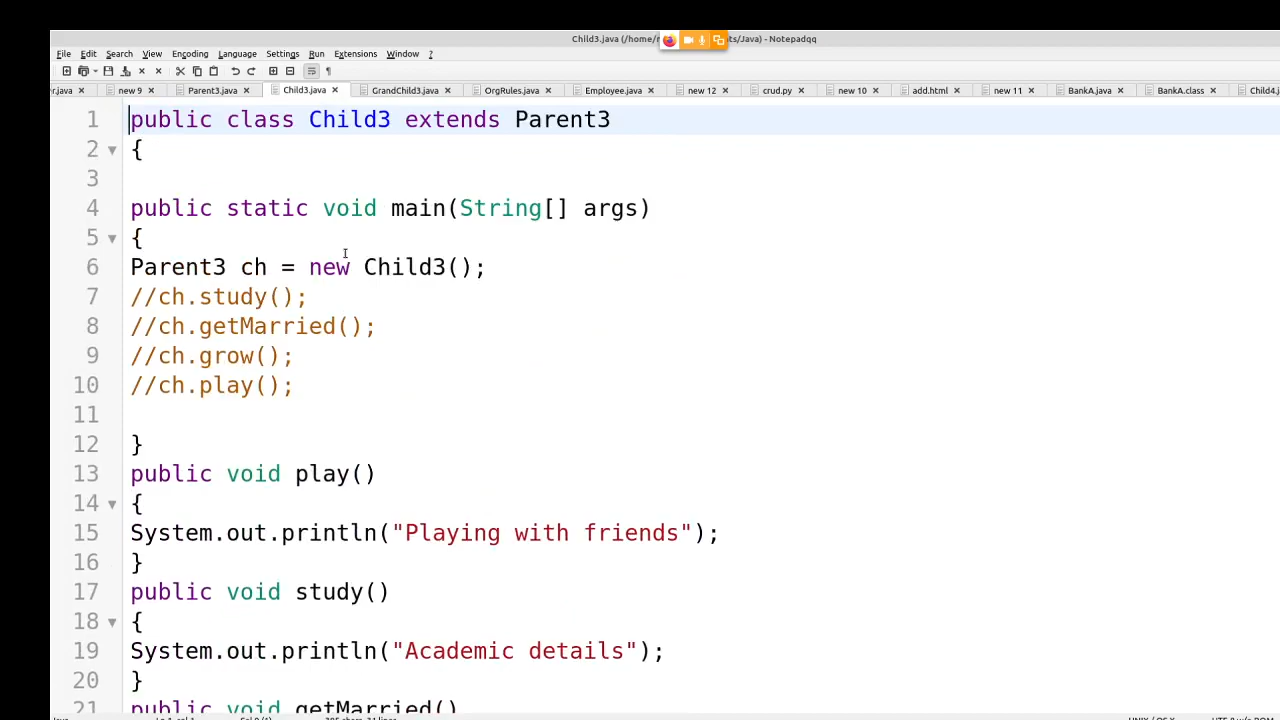 Child3.java (/home/ ts/Java) - Notepadqq
File Edit Search View Encoding Language Settings Run Extensions Window ?
r.java new 9 Parent3.java Child3.java GrandChild3.java OrgRules.java Employee.java new 12 crud.py new 10 add.html new 11 BankA.java BankA.class Child4.j
1 public class Child3 extends Parent3
2 {
3
4 public static void main(String[] args)
5 {
6 Parent3 ch = new Child3();
7 //ch.study();
8 //ch.getMarried();
9 //ch.grow();
10 //ch.play();
11
12 }
13 public void play()
14 {
15 System.out.println("Playing with friends");
16 }
17 public void study()
18 {
19 System.out.println("Academic details");
20 }
21 public void getMarried()